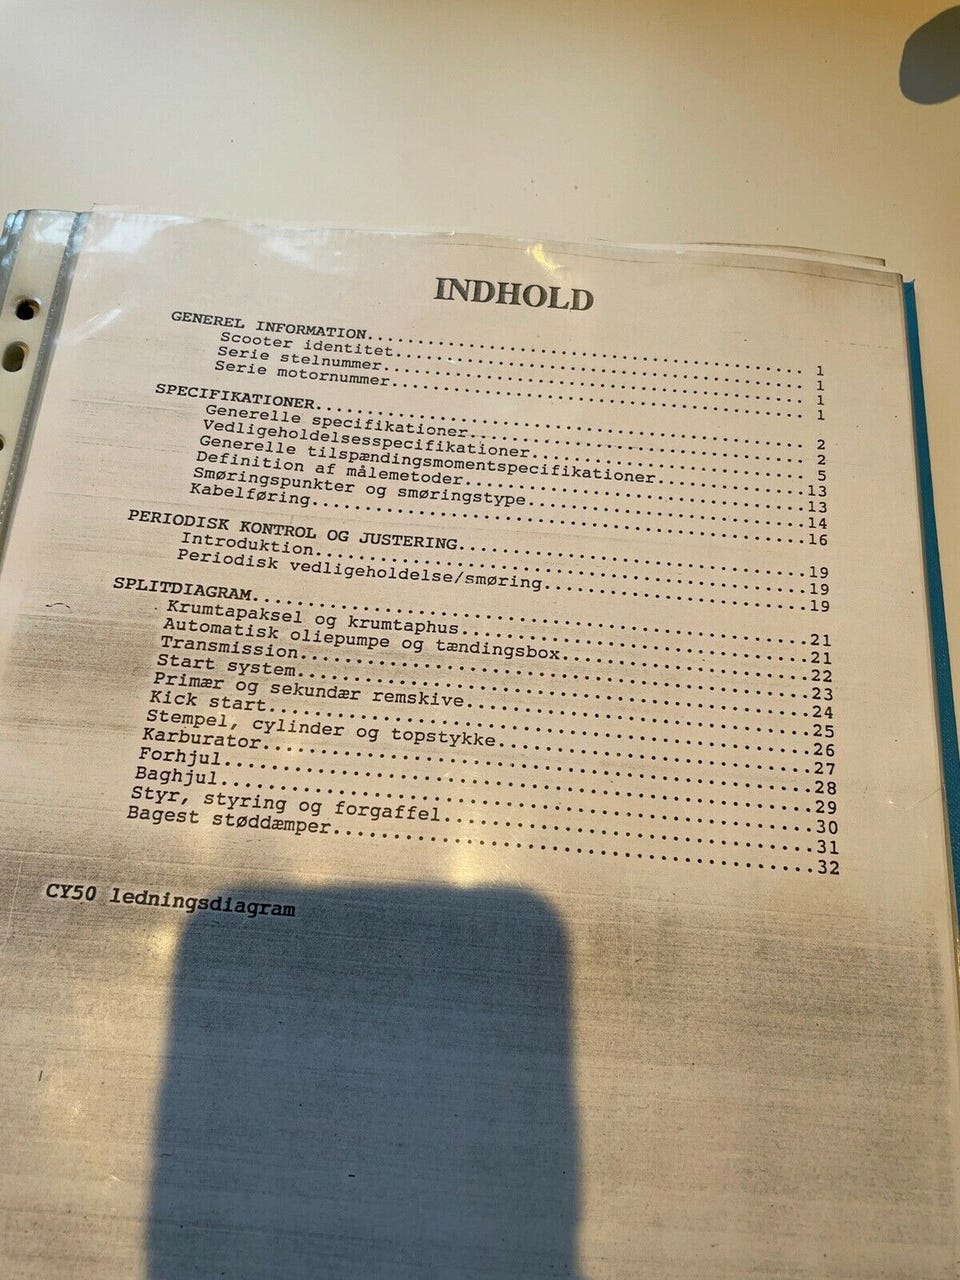 INDHOLD
GENEREL INFORMATION.................................. 1
Scooter identitet................................ 1
Serie stelnummer................................. 1
Serie motornummer................................ 1
SPECIFIKATIONER...................................... 2
Generelle specifikationer........................ 2
Vedligeholdelsesspecifikationer.................. 5
Generelle tilspændingsmomentspecifikationer......13
Definition af målemetoder........................13
Smøringspunkter og smøringstype..................14
Kabelføring......................................16
PERIODISK KONTROL OG JUSTERING.......................19
Introduktion.....................................19
Periodisk vedligeholdelse/smøring................19
SPLITDIAGRAM.........................................21
Krumtapaksel og krumtaphus.......................21
Automatisk oliepumpe og tændingsbox..............22
Transmission.....................................23
Start system.....................................24
Primær og sekundær remskive......................25
Kick start.......................................26
Stempel, cylinder og topstykke...................27
Karburator.......................................28
Forhjul..........................................29
Baghjul..........................................30
Styr, styring og forgaffel.......................31
Bagest støddæmper................................32
CY50 ledningsdiagram